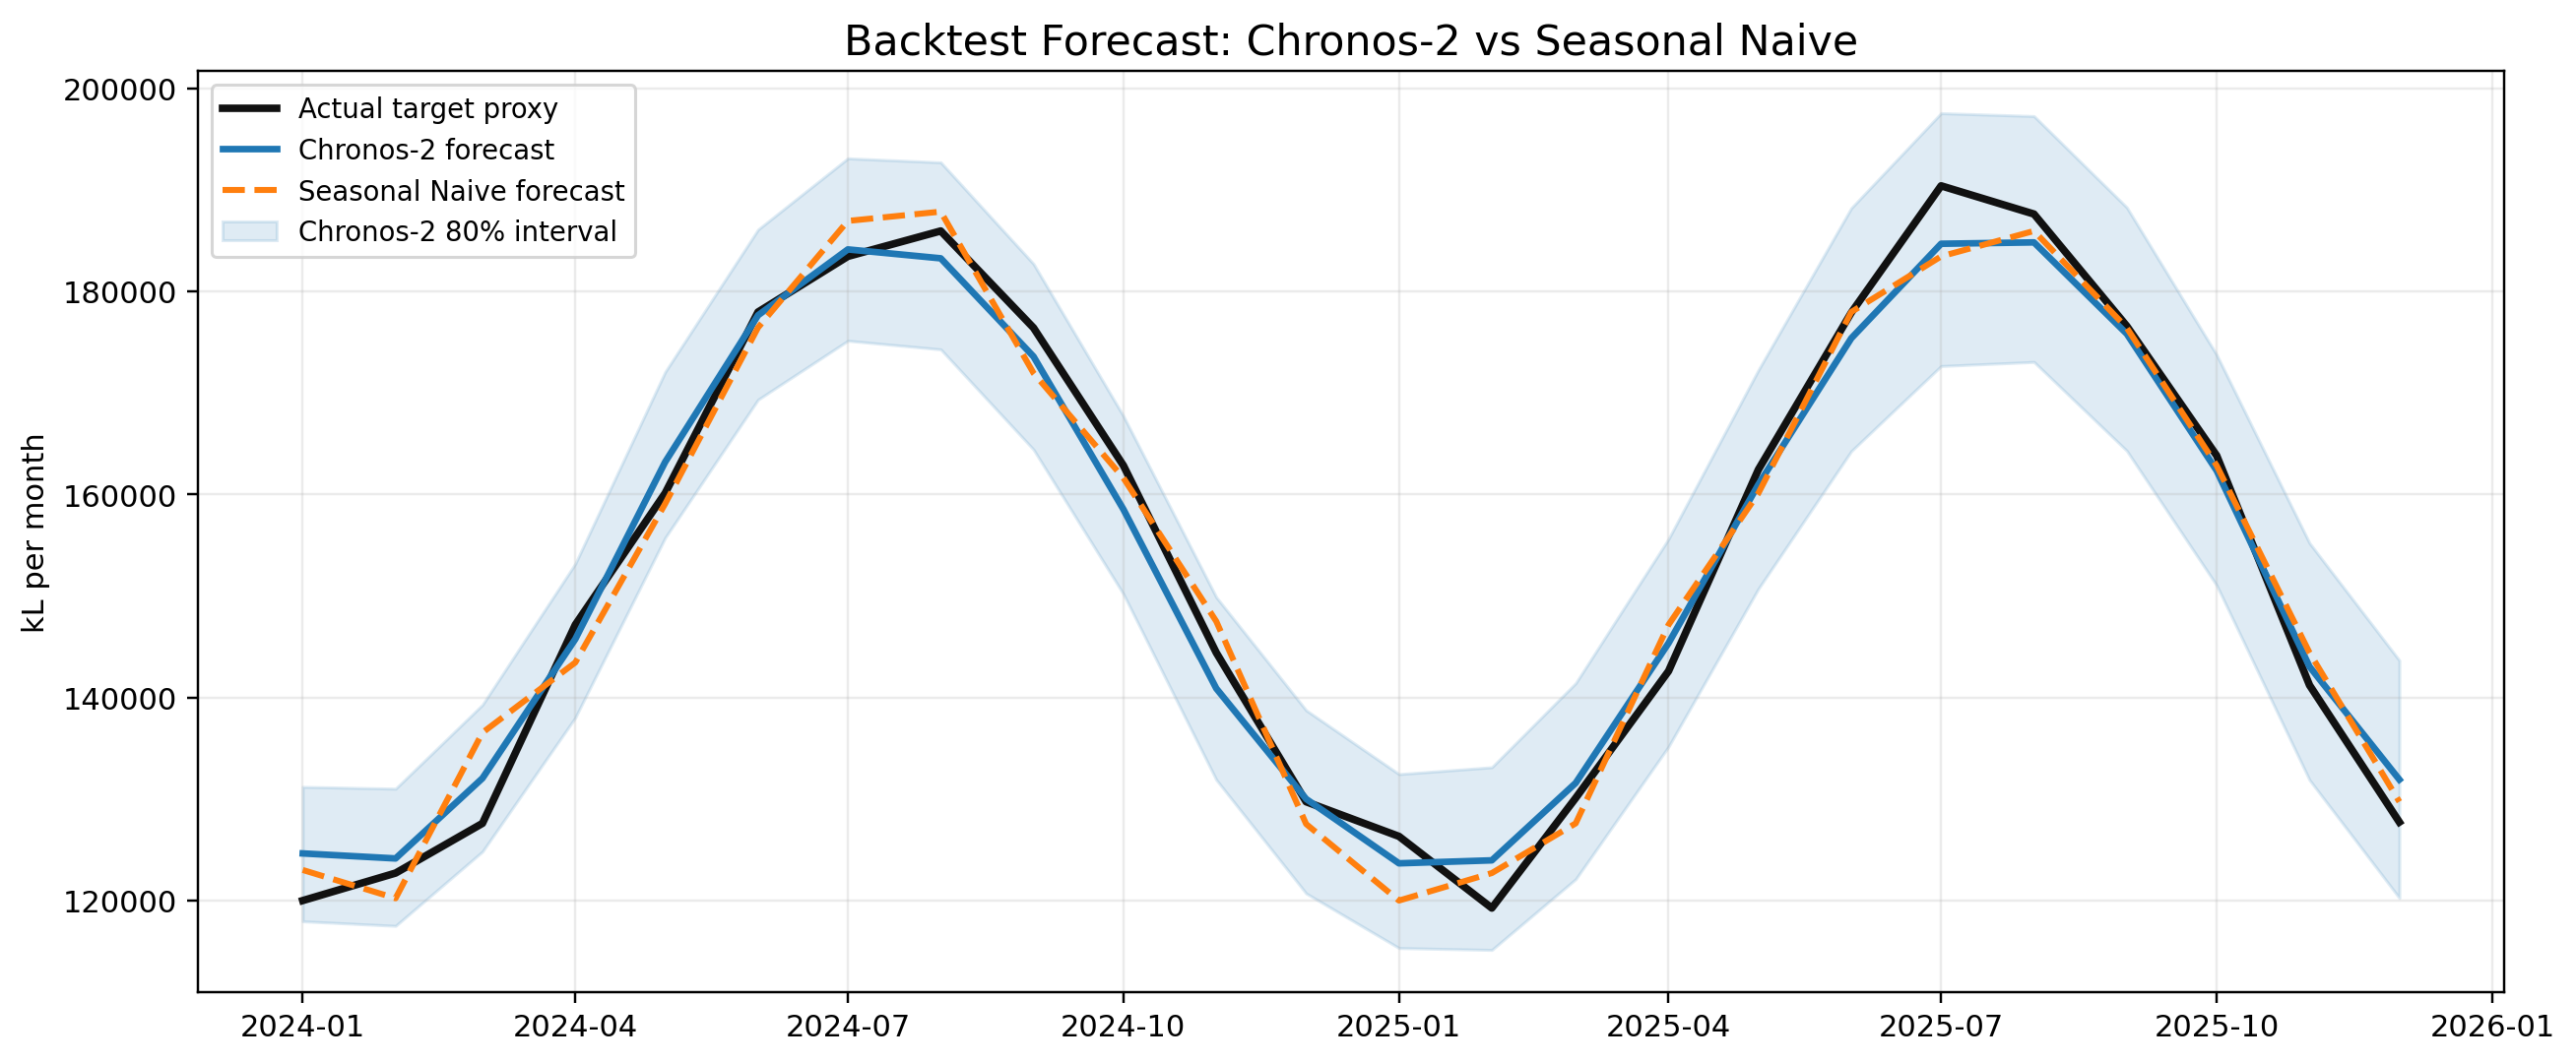 Backtest Forecast: Chronos-2 vs Seasonal Naive
200000
180000
160000
140000
120000
kL per month
Actual target proxy
Chronos-2 forecast
Seasonal Naive forecast
Chronos-2 80% interval
2024-01
2024-04
2024-07
2024-10
2025-01
2025-04
2025-07
2025-10
2026-01